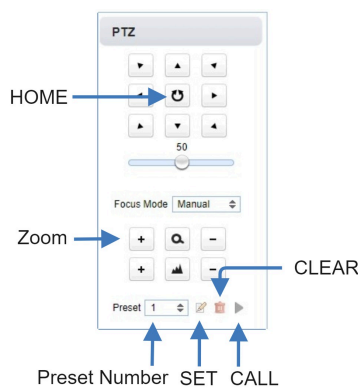 PTZ
HOME
50
Focus Mode Manual
Zoom + -
+ -
CLEAR
Preset 1
Preset Number SET CALL